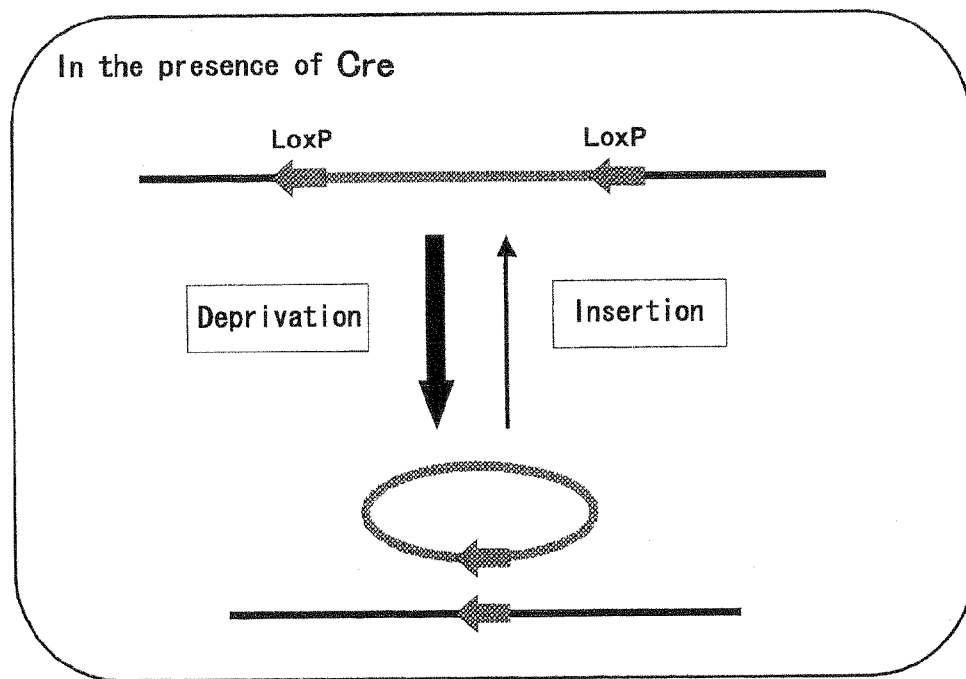 In the presence of Cre
LoxP
LoxP
Deprivation
Insertion